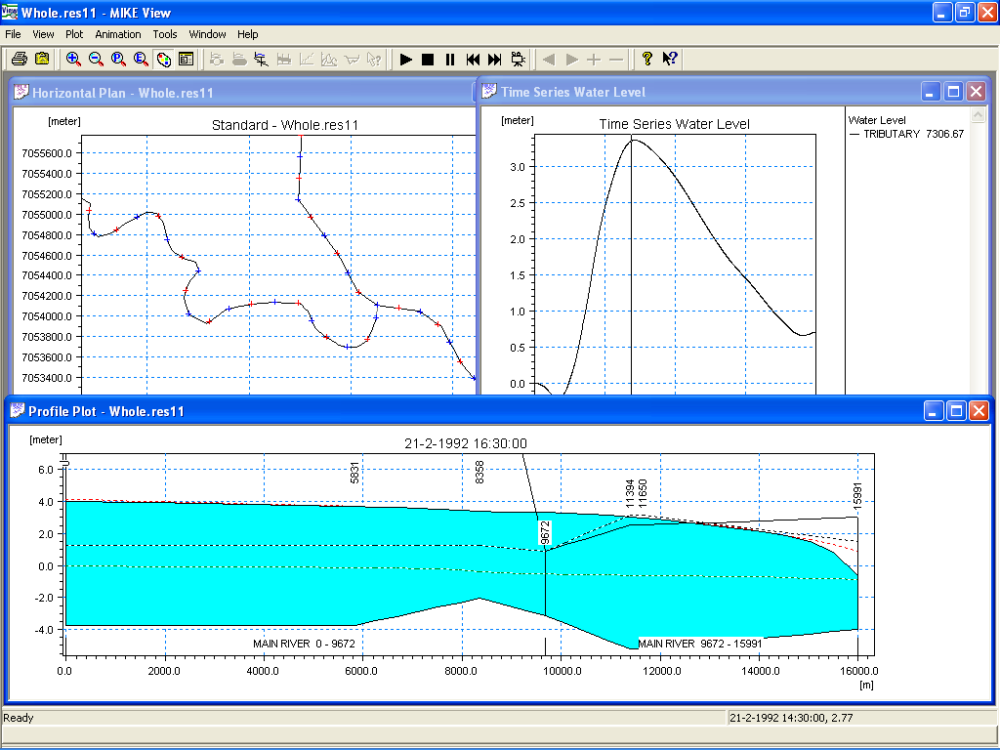 Whole.res11 - MIKE View
File View Plot Animation Tools Window Help
Horizontal Plan - Whole.res11
[meter]
Standard - Whole.res11
7055600.0
7055400.0
7055200.0
7055000.0
7054800.0
7054600.0
7054400.0
7054200.0
7054000.0
7053800.0
7053600.0
7053400.0
Time Series Water Level
[meter]
Time Series Water Level
3.0
2.5
2.0
1.5
1.0
0.5
0.0
Water Level
TRIBUTARY 7306.67
Profile Plot - Whole.res11
[meter]
21-2-1992 16:30:00
6.0
4.0
2.0
0.0
-2.0
-4.0
5831
8358
9672
11394
11650
15991
MAIN RIVER 0 - 9672
MAIN RIVER 9672 - 15991
0.0 2000.0 4000.0 6000.0 8000.0 10000.0 12000.0 14000.0 16000.0
[m]
Ready
21-2-1992 14:30:00, 2.77